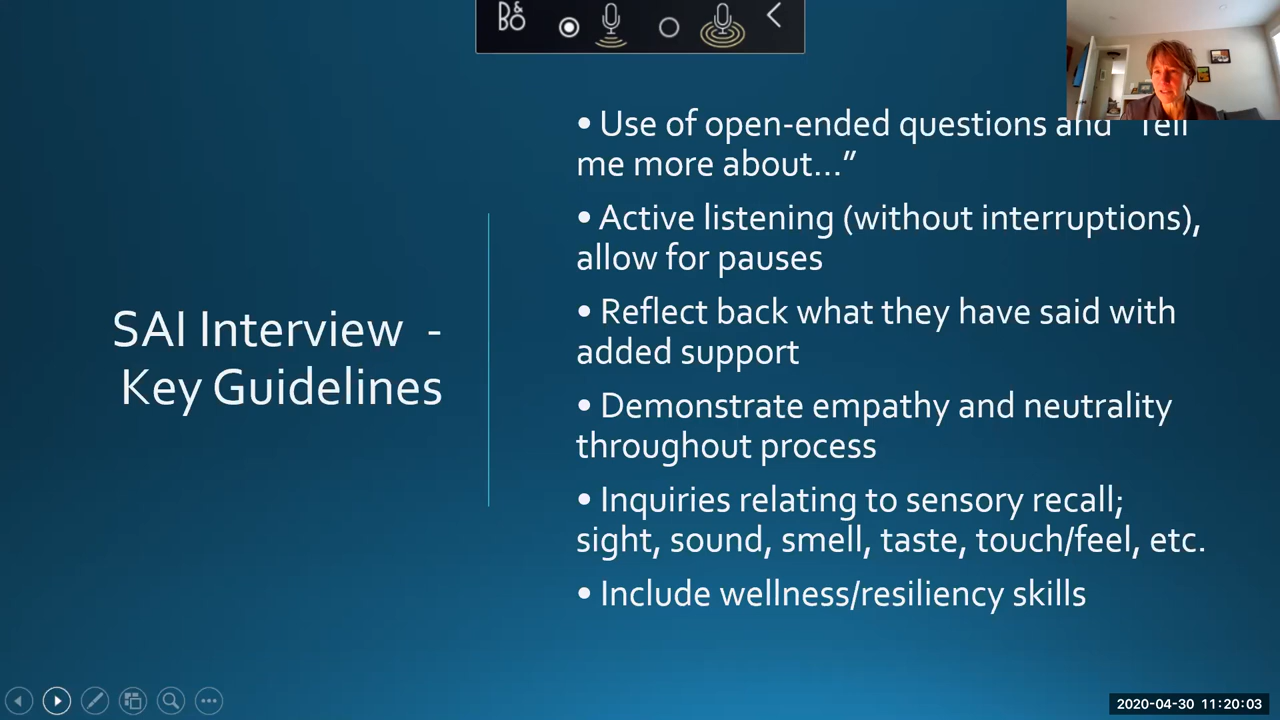 B&O
SAI Interview -
Key Guidelines
• Use of open-ended questions and "Tell
me more about…”
• Active listening (without interruptions),
allow for pauses
• Reflect back what they have said with
added support
• Demonstrate empathy and neutrality
throughout process
• Inquiries relating to sensory recall;
sight, sound, smell, taste, touch/feel, etc.
• Include wellness/resiliency skills
2020-04-30 11:20:03